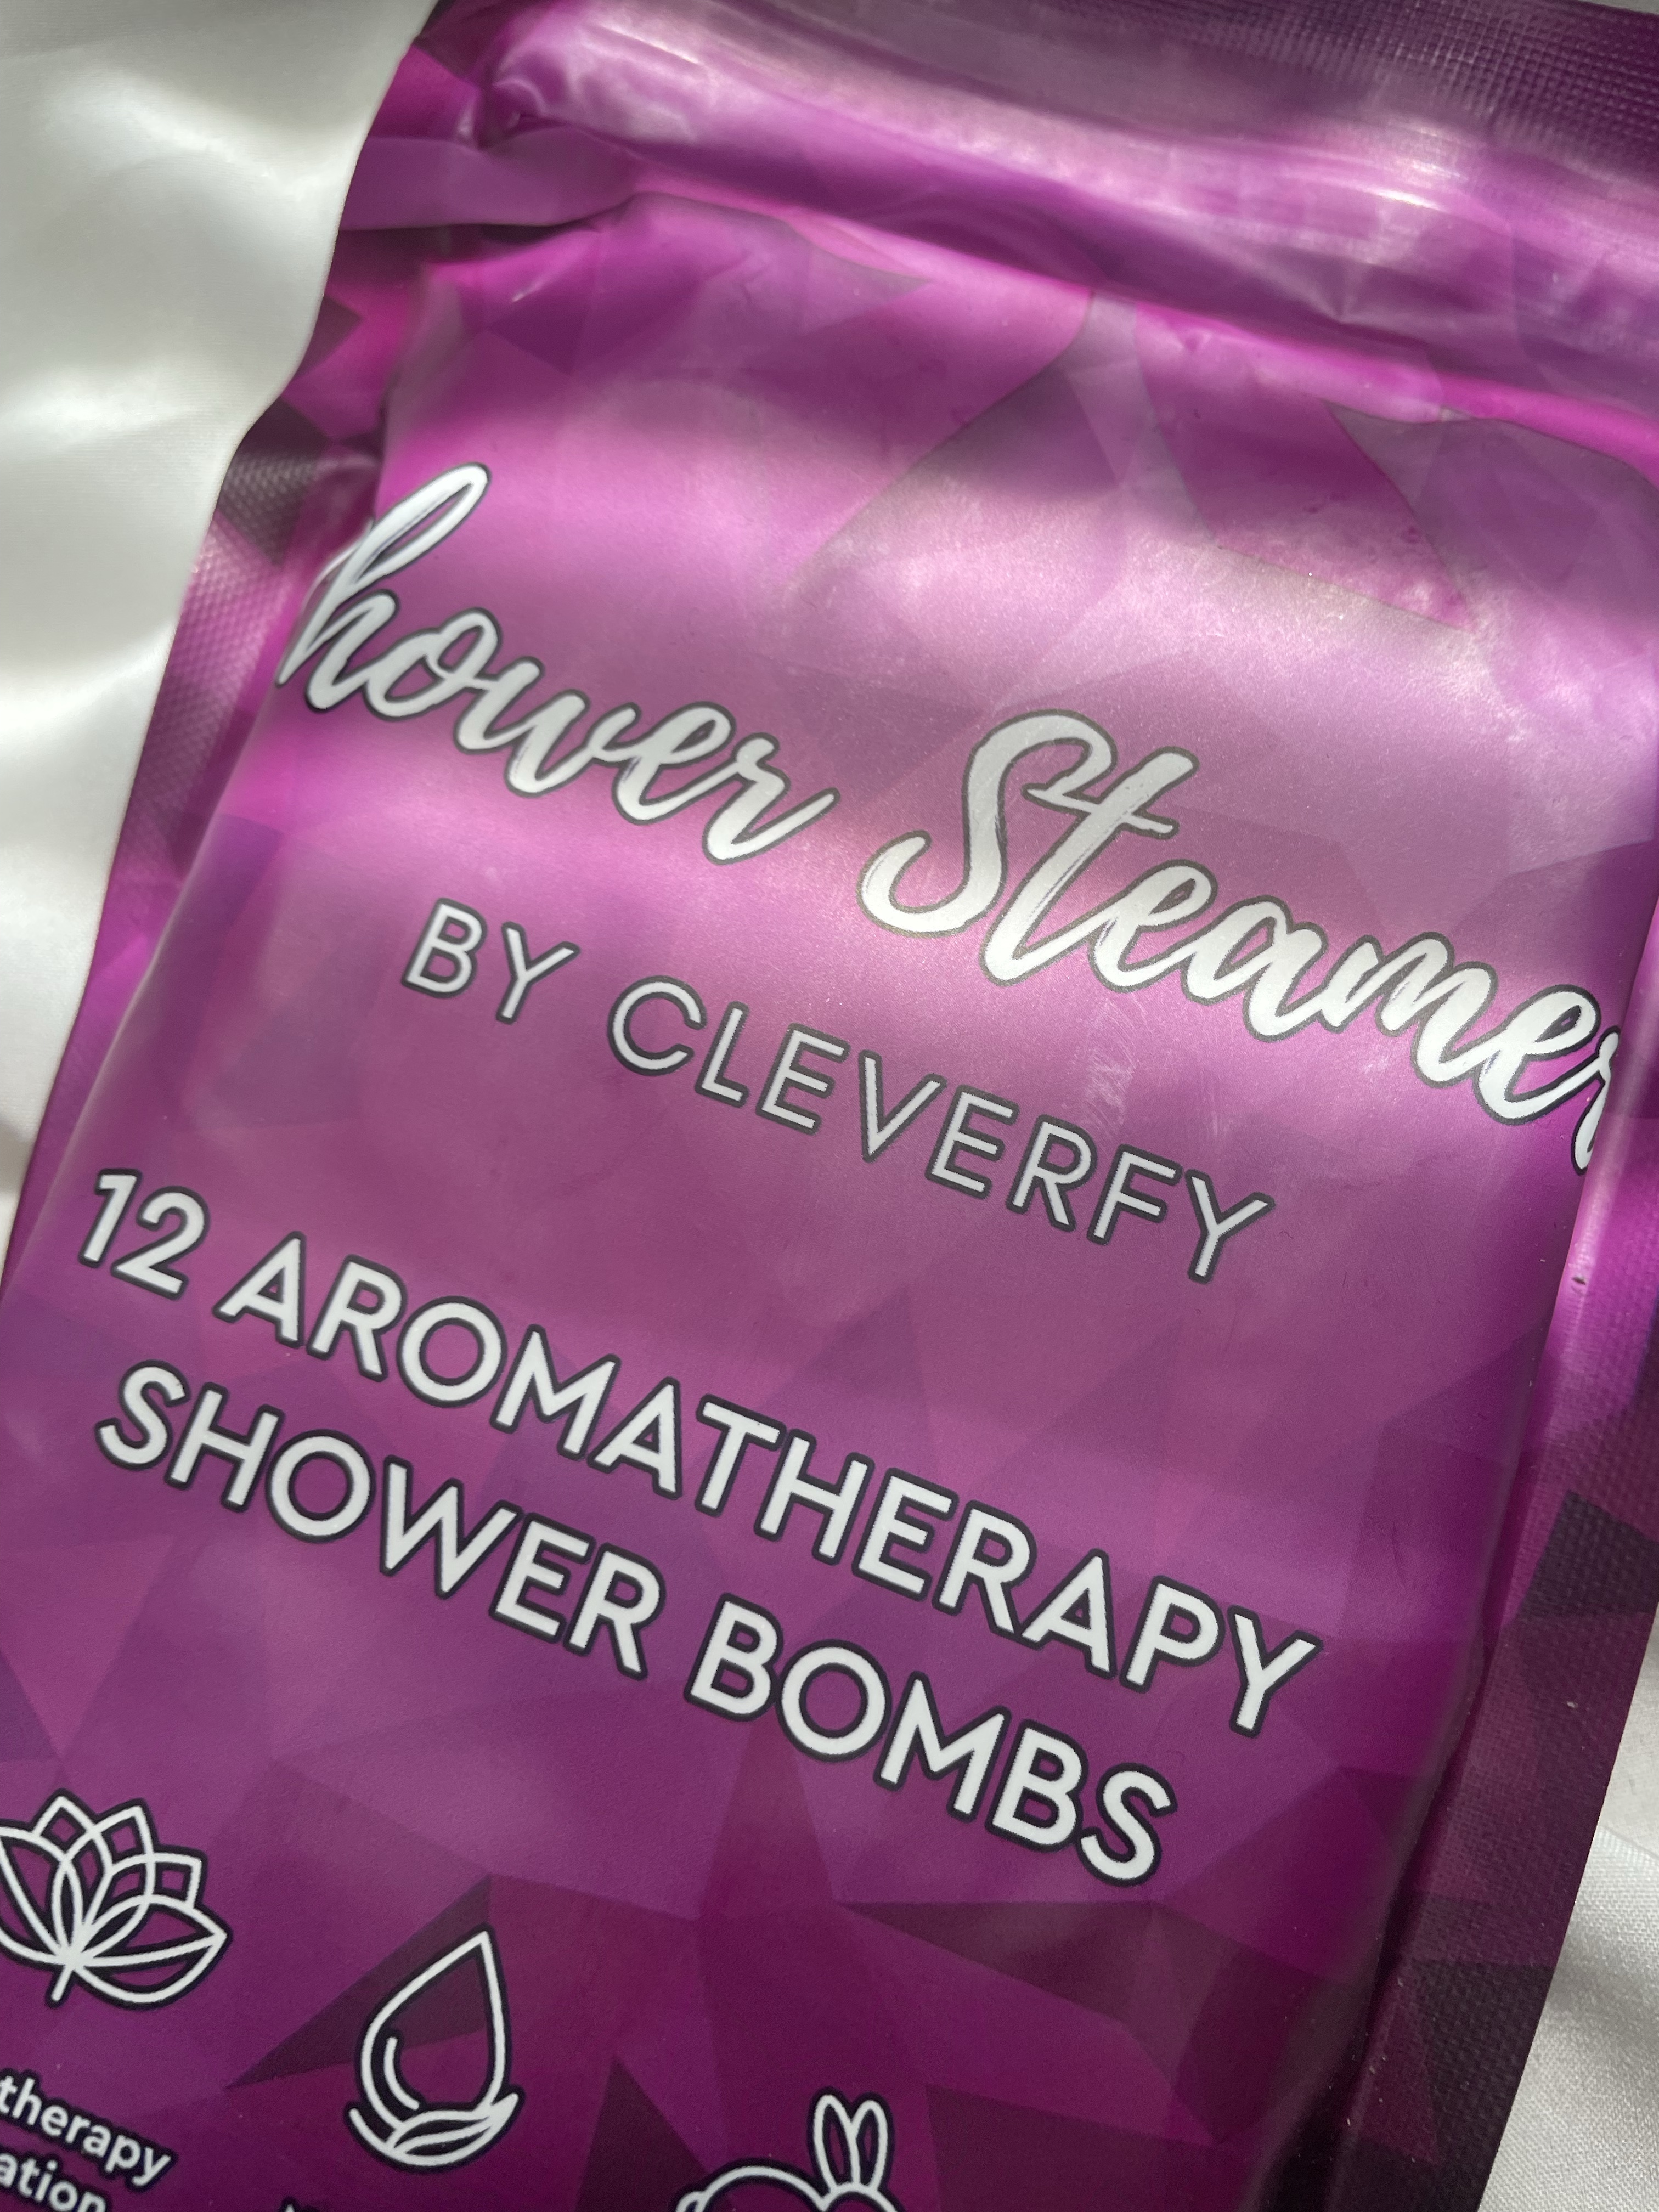 hower Steamer
BY CLEVERFY
12 AROMATHERAPY
SHOWER BOMBS
therapy
ation